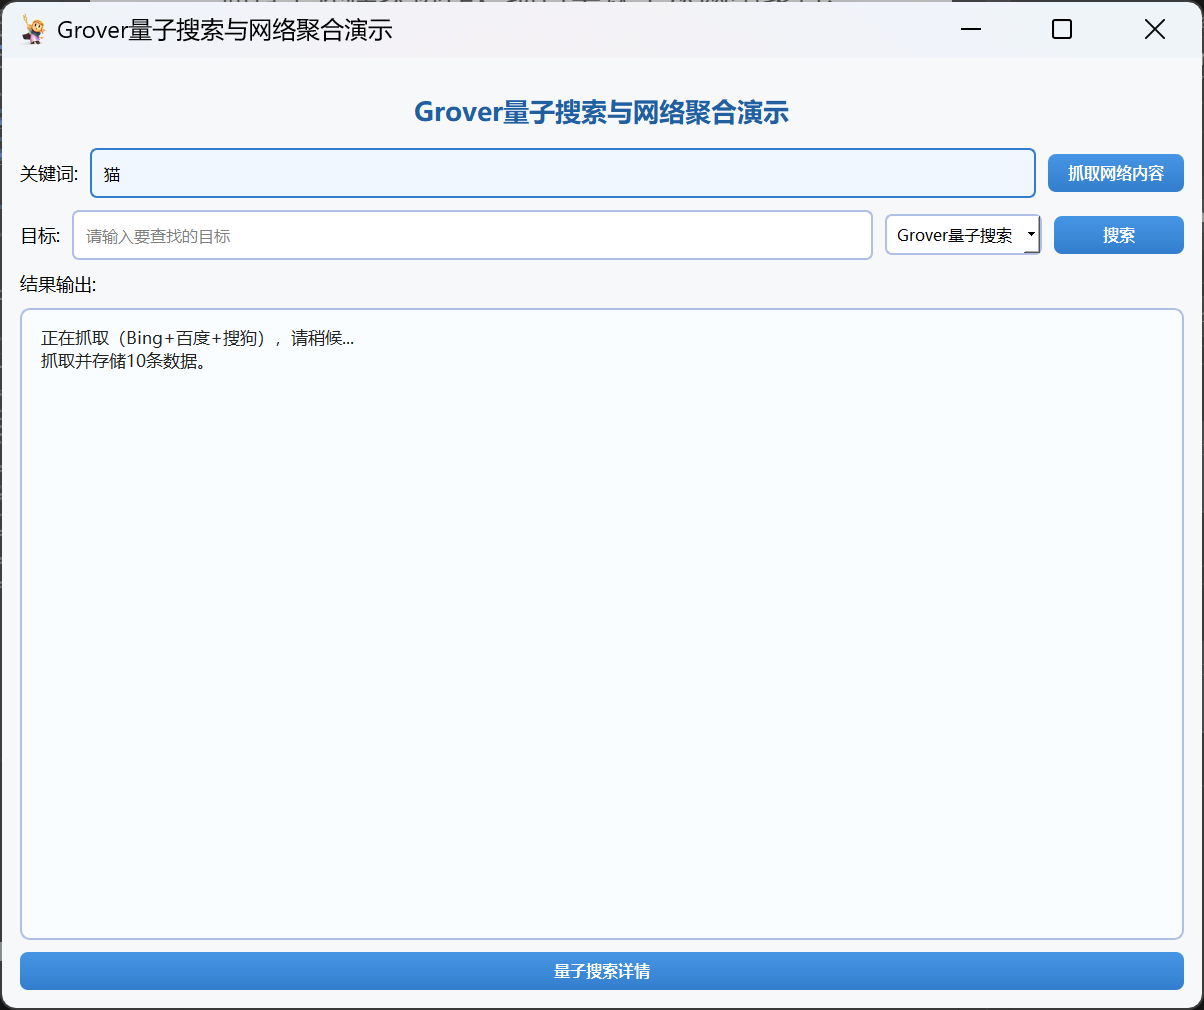 Grover量子搜索与网络聚合演示
Grover量子搜索与网络聚合演示
关键词: 猫 抓取网络内容
目标: 请输入要查找的目标 Grover量子搜索 搜索
结果输出:
正在抓取（Bing+百度+搜狗），请稍候...
抓取并存储10条数据。
量子搜索详情